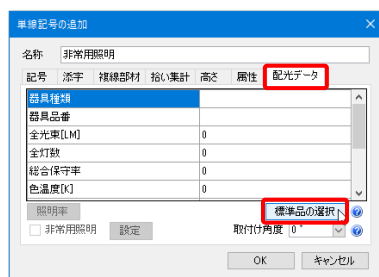 単線記号の追加
名称 非常用照明
記号 添字 複線部材 拾い集計 高さ 属性 配光データ
器具種類
器具品番
全光束[LM] 0
全灯数 0
総合保守率 0
色温度[K] 0
照明率 標準品の選択
非常用照明 設定 取付け角度 0°
OK キャンセル